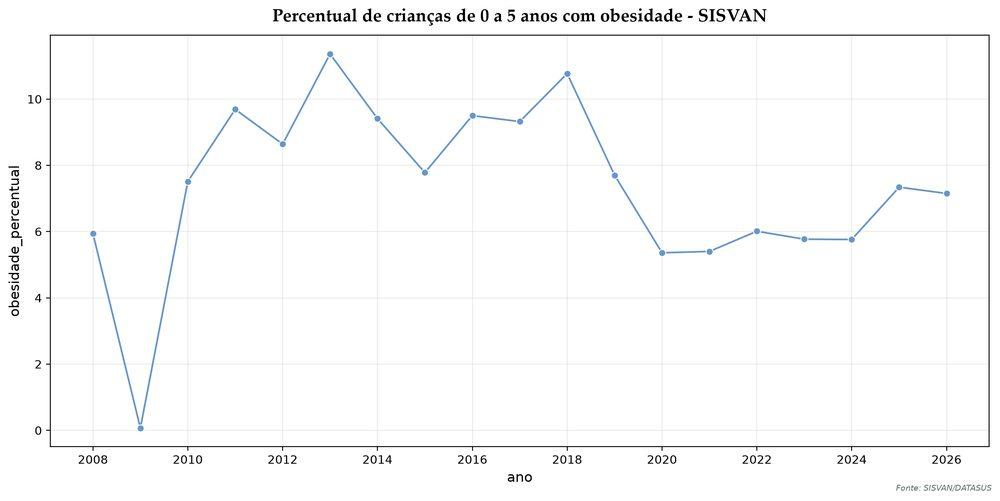 Percentual de crianças de 0 a 5 anos com obesidade - SISVAN
obesidade_percentual
10
8
6
4
2
0
2008 2010 2012 2014 2016 2018 2020 2022 2024 2026
ano
Fonte: SISVAN/DATASUS